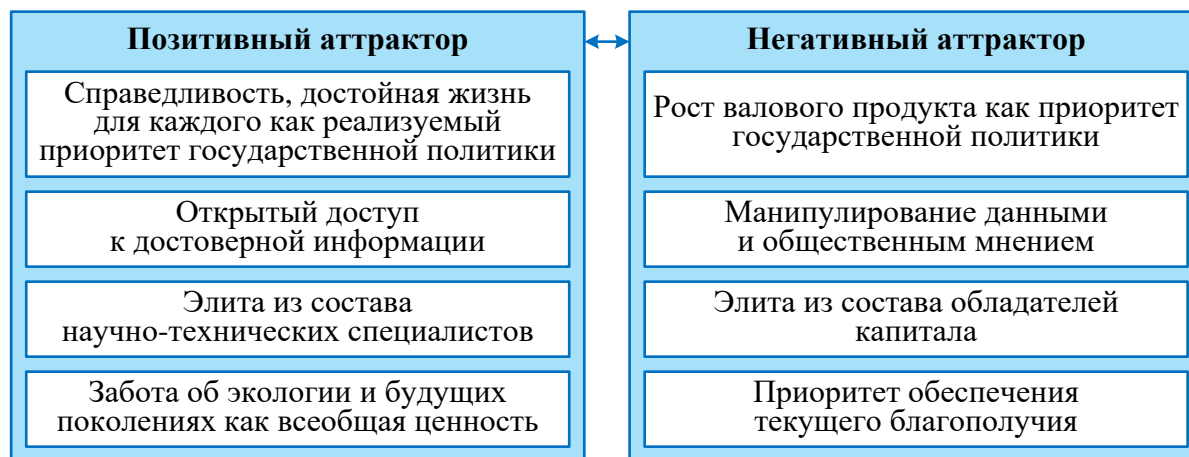 Позитивный аттрактор
Справедливость, достойная жизнь
для каждого как реализуемый
приоритет государственной политики
Открытый доступ
к достоверной информации
Элита из состава
научно-технических специалистов
Забота об экологии и будущих
поколениях как всеобщая ценность
Негативный аттрактор
Рост валового продукта как приоритет
государственной политики
Манипулирование данными
и общественным мнением
Элита из состава обладателей
капитала
Приоритет обеспечения
текущего благополучия